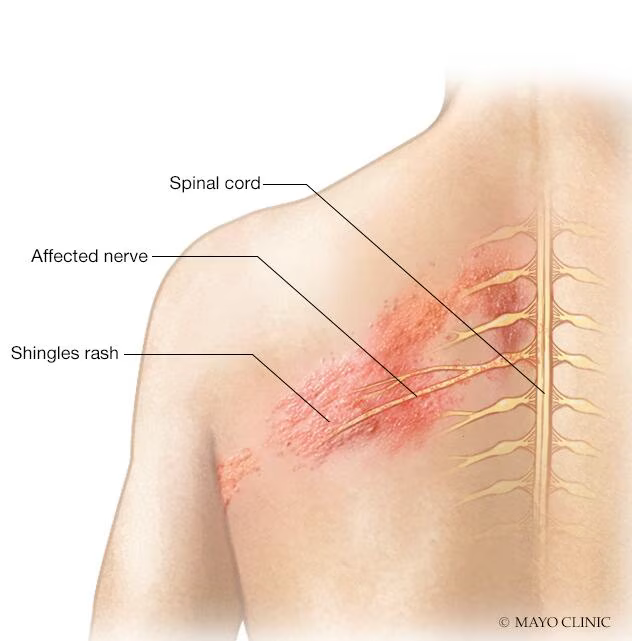 Spinal cord
Affected nerve
Shingles rash
© MAYO CLINIC